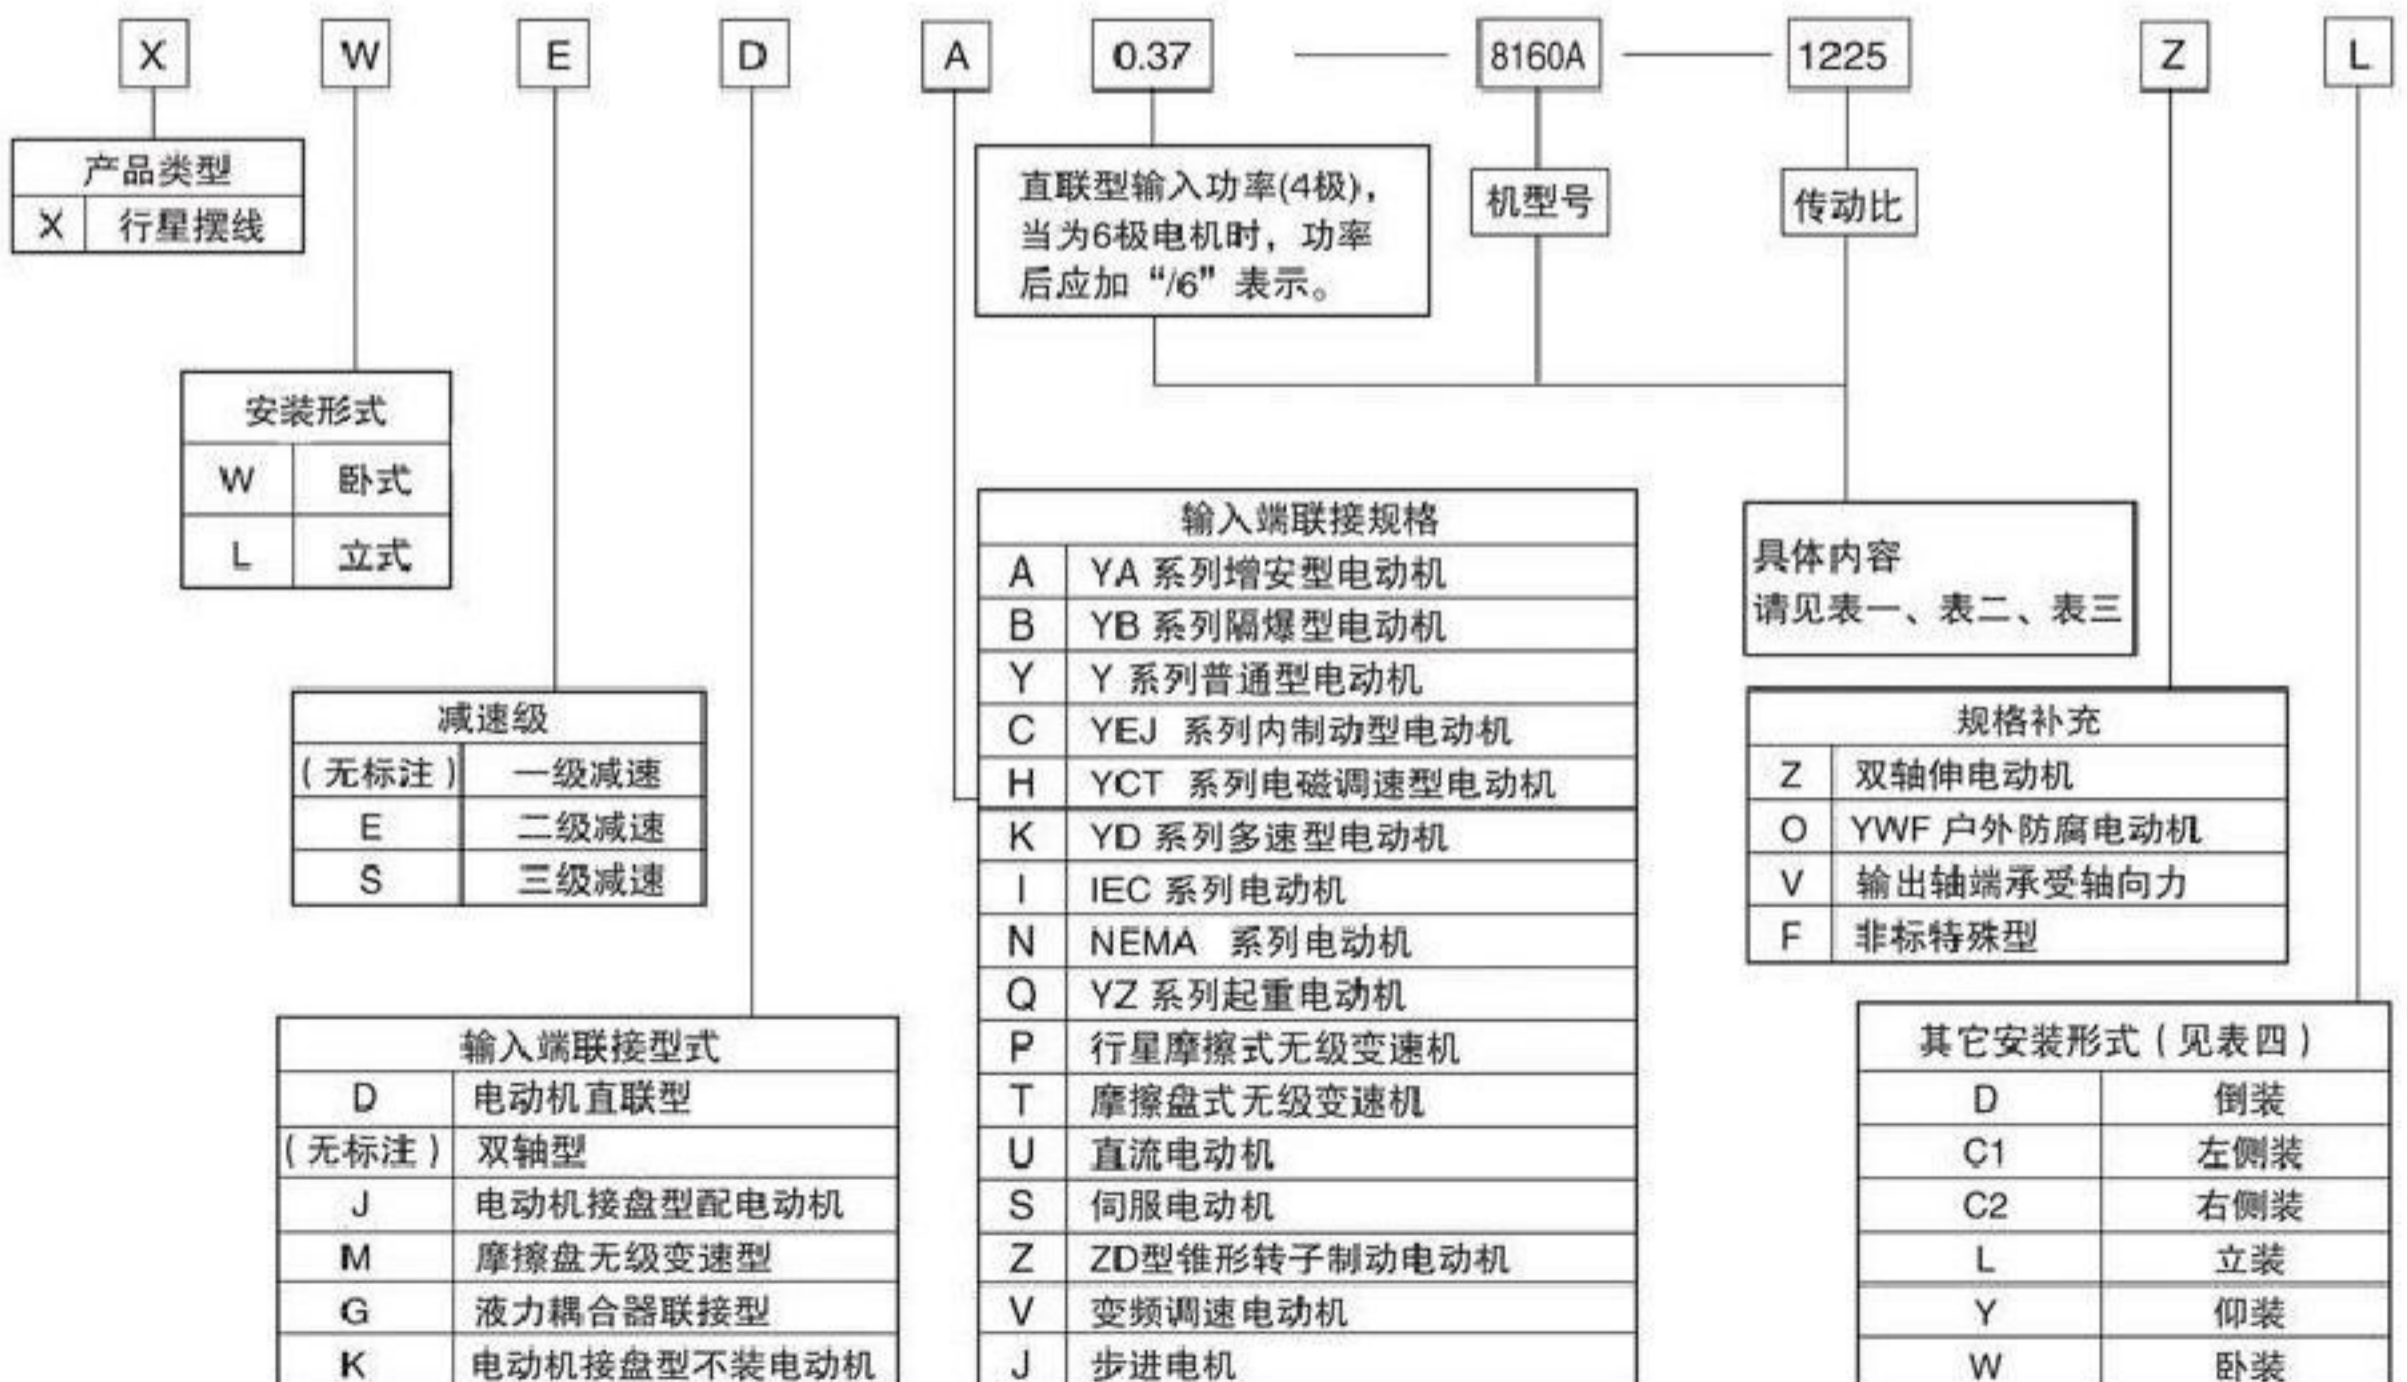 X W E D A 0.37 — 8160A — 1225 Z L
产品类型
X 行星摆线
直联型输入功率(4极)，
当为6极电机时，功率
后应加“/6”表示。
机型号
传动比
安装形式
W 卧式
L 立式
具体内容
请见表一、表二、表三
减速级
（无标注） 一级减速
E 二级减速
S 三级减速
输入端联接型式
D 电动机直联型
（无标注） 双轴型
J 电动机接盘型配电动机
M 摩擦盘无级变速型
G 液力耦合器联接型
K 电动机接盘型不装电动机
输入端联接规格
A YA 系列增安型电动机
B YB 系列隔爆型电动机
Y Y 系列普通型电动机
C YEJ 系列内制动型电动机
H YCT 系列电磁调速型电动机
K YD 系列多速型电动机
I IEC 系列电动机
N NEMA 系列电动机
Q YZ 系列起重电动机
P 行星摩擦式无级变速机
T 摩擦盘式无级变速机
U 直流电动机
S 伺服电动机
Z ZD型锥形转子制动电动机
V 变频调速电动机
J 步进电机
规格补充
Z 双轴伸电动机
O YWF 户外防腐电动机
V 输出轴端承受轴向力
F 非标特殊型
其它安装形式（见表四）
D 倒装
C1 左侧装
C2 右侧装
L 立装
Y 仰装
W 卧装